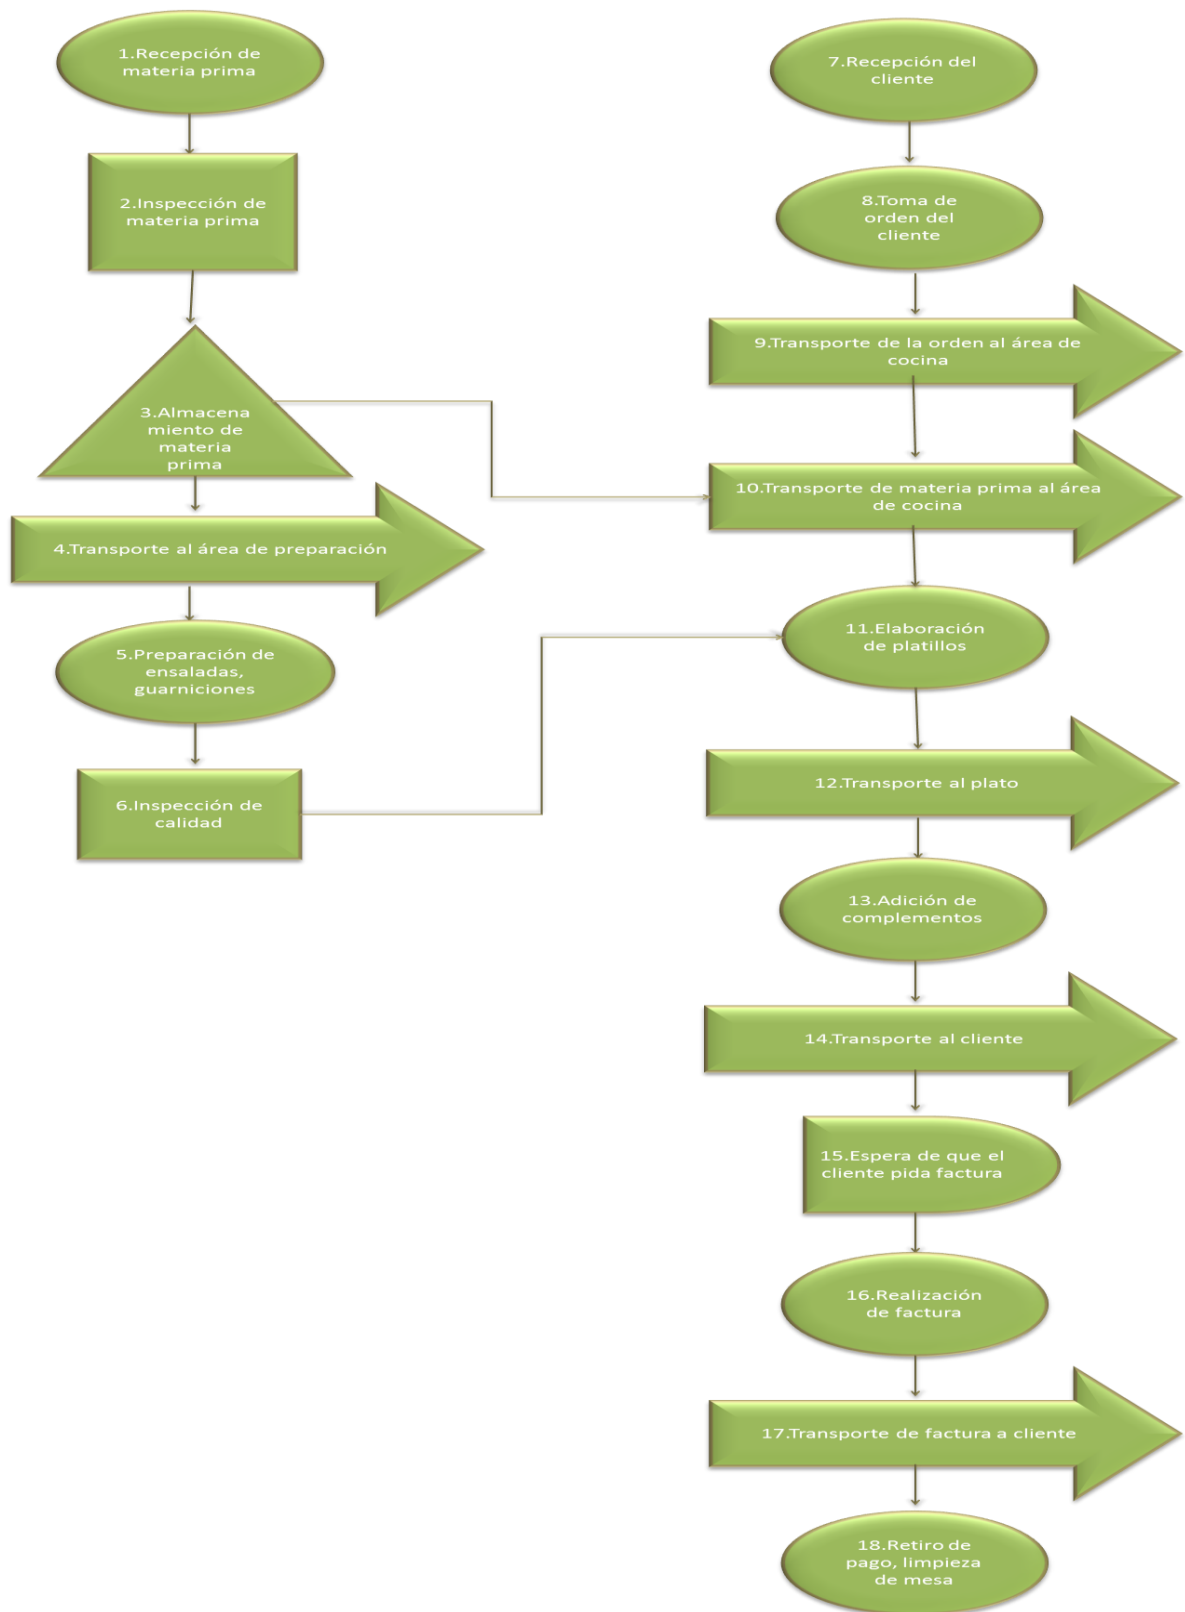 1.Recepción de
materia prima
2.Inspección de
materia prima
3.Almacena
miento de
materia
prima
4.Transporte al área de preparación
5.Preparación de
ensaladas,
guarniciones
6.Inspección de
calidad
7.Recepción del
cliente
8.Toma de
orden del
cliente
9.Transporte de la orden al área de
cocina
10.Transporte de materia prima al área
de cocina
11.Elaboración
de platillos
12.Transporte al plato
13.Adición de
complementos
14.Transporte al cliente
15.Espera de que el
cliente pida factura
16.Realización
de factura
17.Transporte de factura a cliente
18.Retiro de
pago, limpieza
de mesa